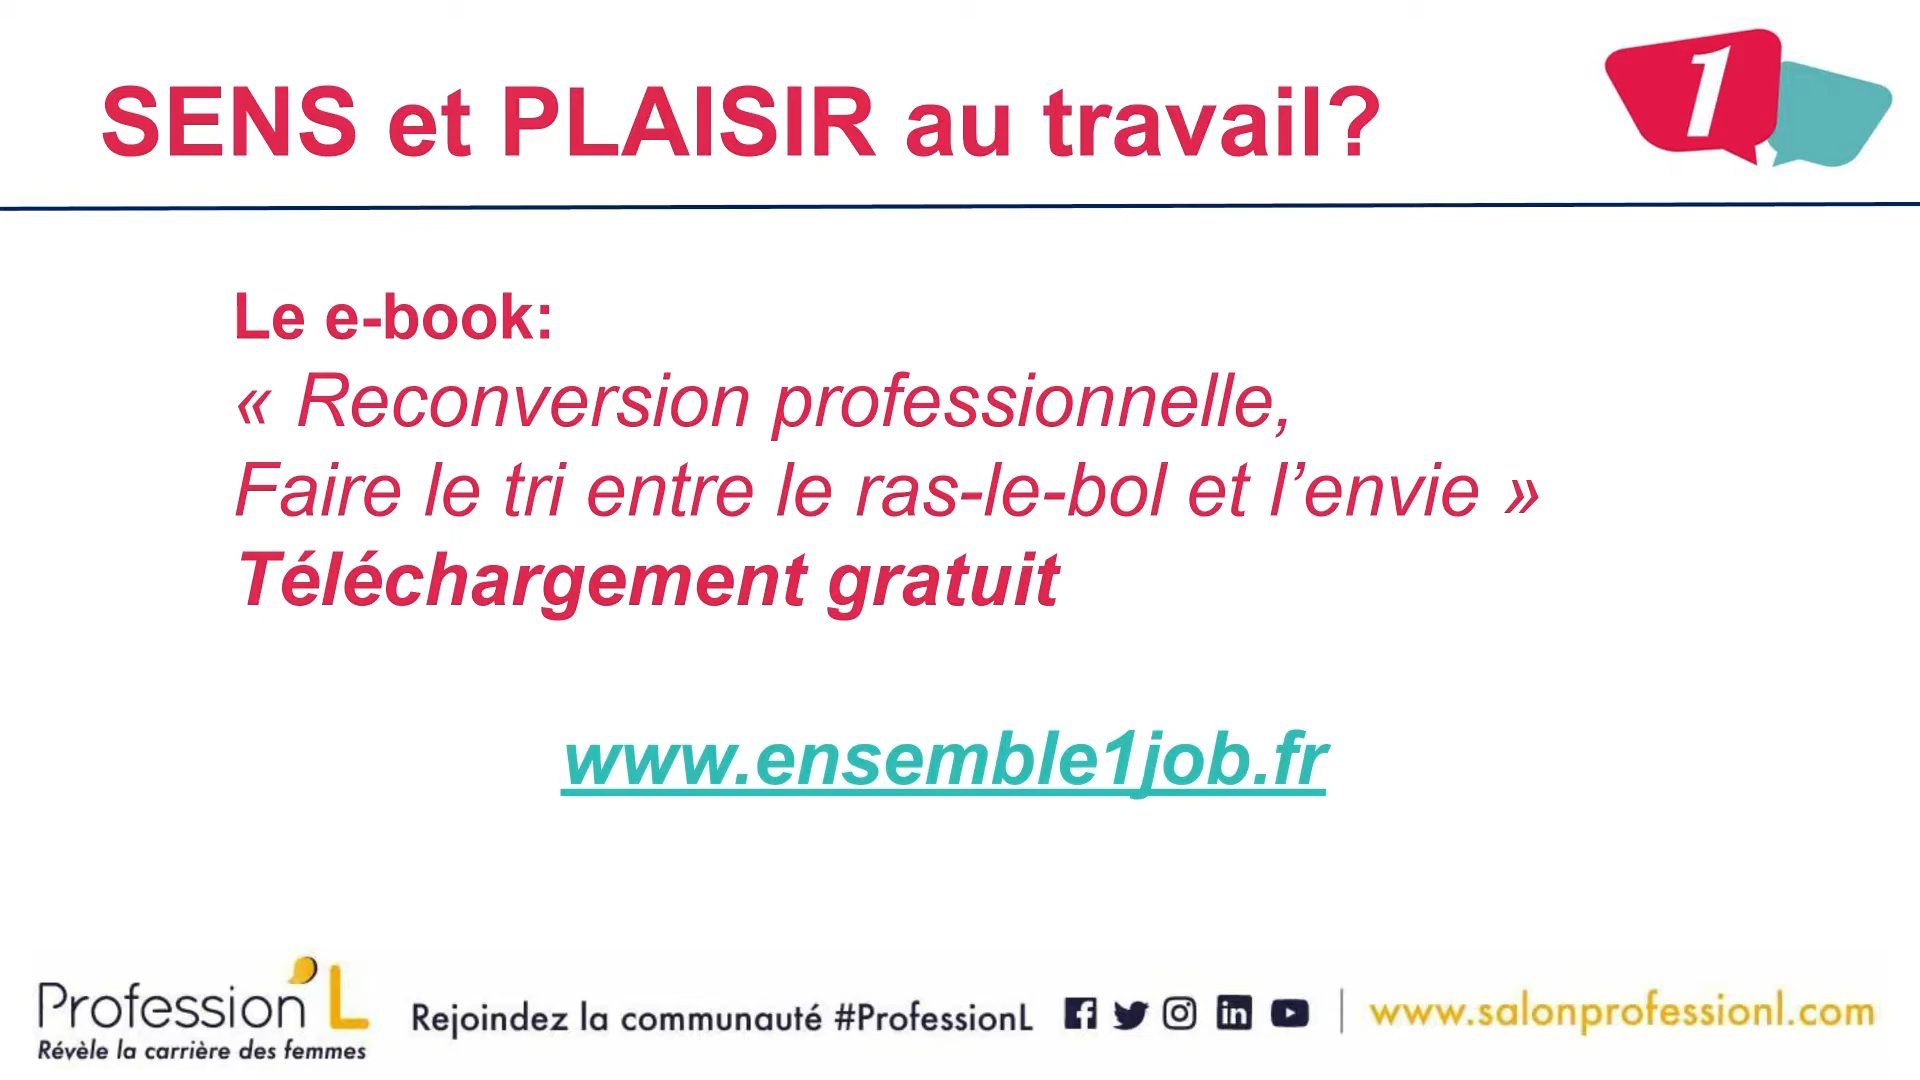 SENS et PLAISIR au travail?
1
Le e-book:
« Reconversion professionnelle,
Faire le tri entre le ras-le-bol et l’envie »
Téléchargement gratuit
www.ensemble1job.fr
Profession'L
Révèle la carrière des femmes
Rejoindez la communauté #ProfessionL
www.salonprofessionl.com